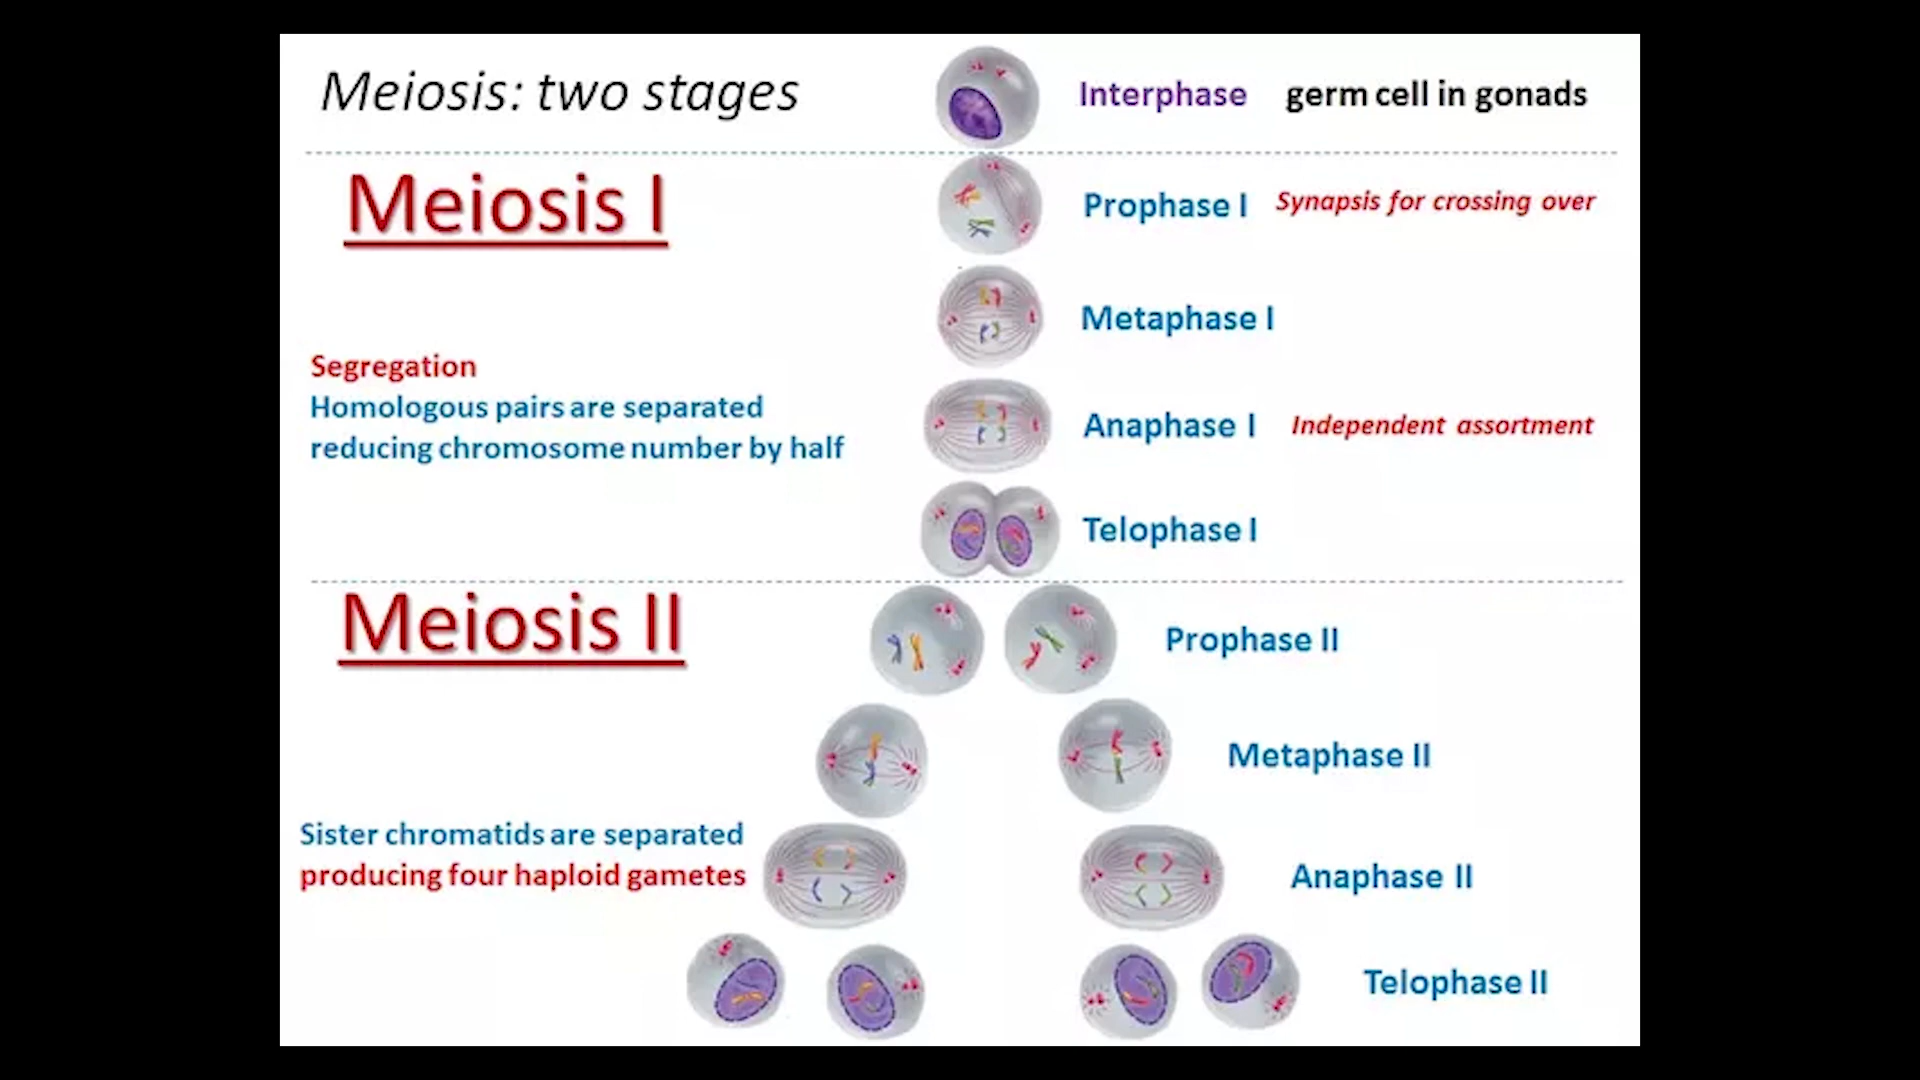 Meiosis: two stages
Interphase germ cell in gonads
Meiosis I
Prophase I Synapsis for crossing over
Metaphase I
Segregation
Homologous pairs are separated
reducing chromosome number by half
Anaphase I Independent assortment
Telophase I
Meiosis II
Prophase II
Metaphase II
Sister chromatids are separated
producing four haploid gametes
Anaphase II
Telophase II